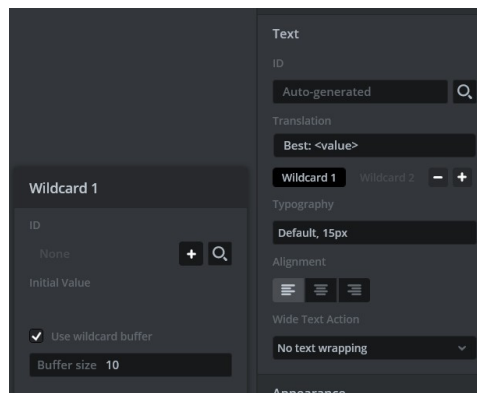 Text
ID
Auto-generated
Translation
Best: <value>
Wildcard 1 Wildcard 2 - +
Typography
Default, 15px
Alignment
Wide Text Action
No text wrapping
Appearance
Wildcard 1
ID
None +
Initial Value
Use wildcard buffer
Buffer size 10